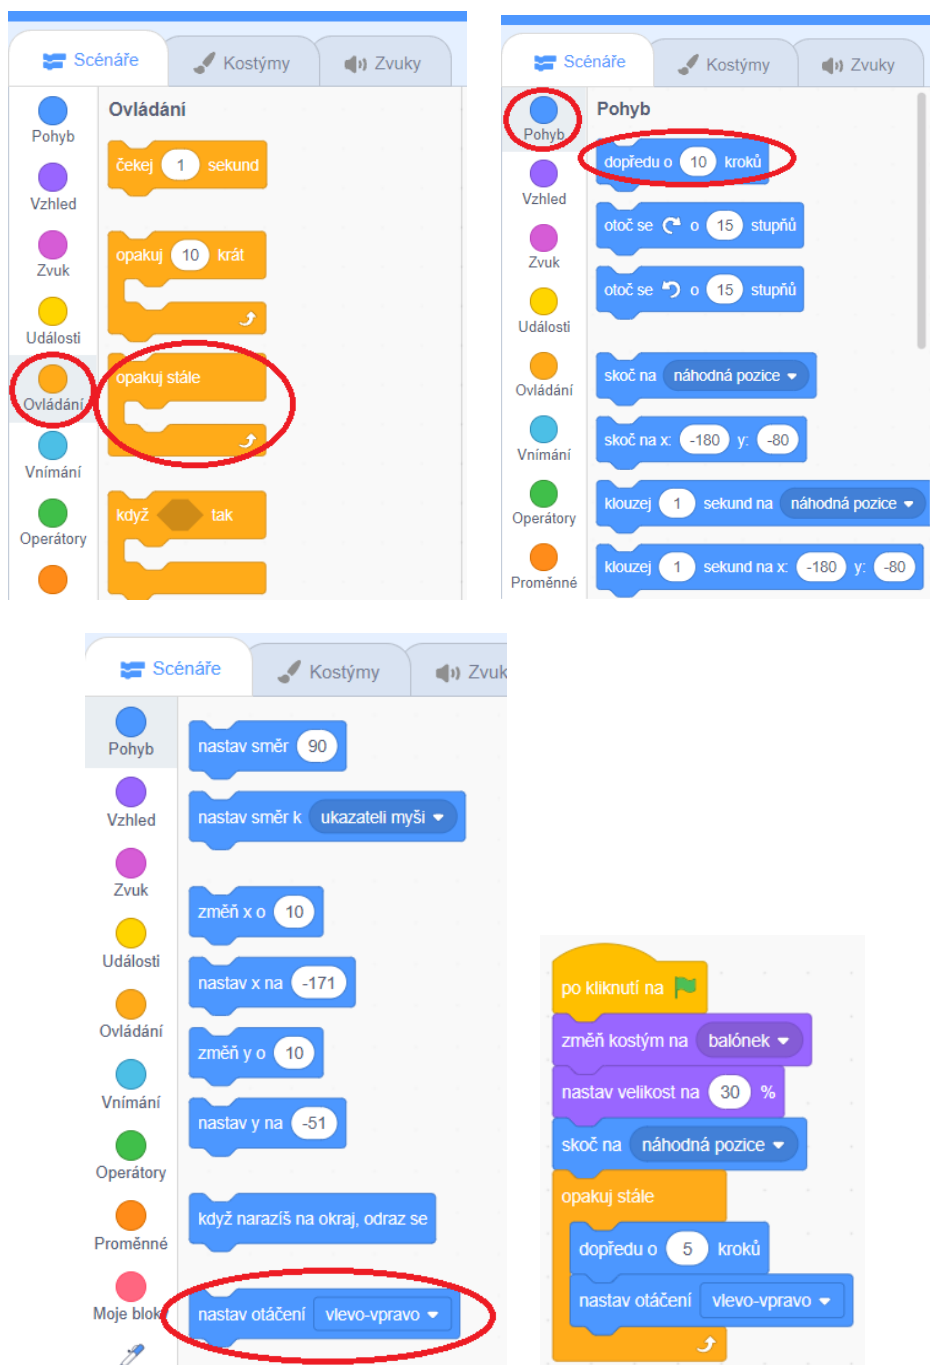 Scénáře Kostýmy Zvuky
Ovládání
Pohyb
čekej 1 sekund
Vzhled
opakuj 10 krát
Zvuk
Události
opakuj stále
Ovládání
Vnímání
když tak
Operátory
Scénáře Kostýmy Zvuky
Pohyb
Pohyb
dopředu o 10 kroků
Vzhled
otoč se o 15 stupňů
Zvuk
otoč se o 15 stupňů
Události
skoč na náhodná pozice
Ovládání
skoč na x: -180 y: -80
Vnímání
klouzej 1 sekund na náhodná pozice
Operátory
klouzej 1 sekund na x: -180 y: -80
Proměnné
Scénáře Kostýmy Zvuk
Pohyb
nastav směr 90
Vzhled
nastav směr k ukazateli myši
Zvuk
změň x o 10
Události
nastav x na -171
Ovládání
změň y o 10
Vnímání
nastav y na -51
Operátory
když narazíš na okraj, odraz se
Proměnné
Moje blok
nastav otáčení vlevo-vpravo
po kliknutí na
změň kostým na balónek
nastav velikost na 30 %
skoč na náhodná pozice
opakuj stále
dopředu o 5 kroků
nastav otáčení vlevo-vpravo